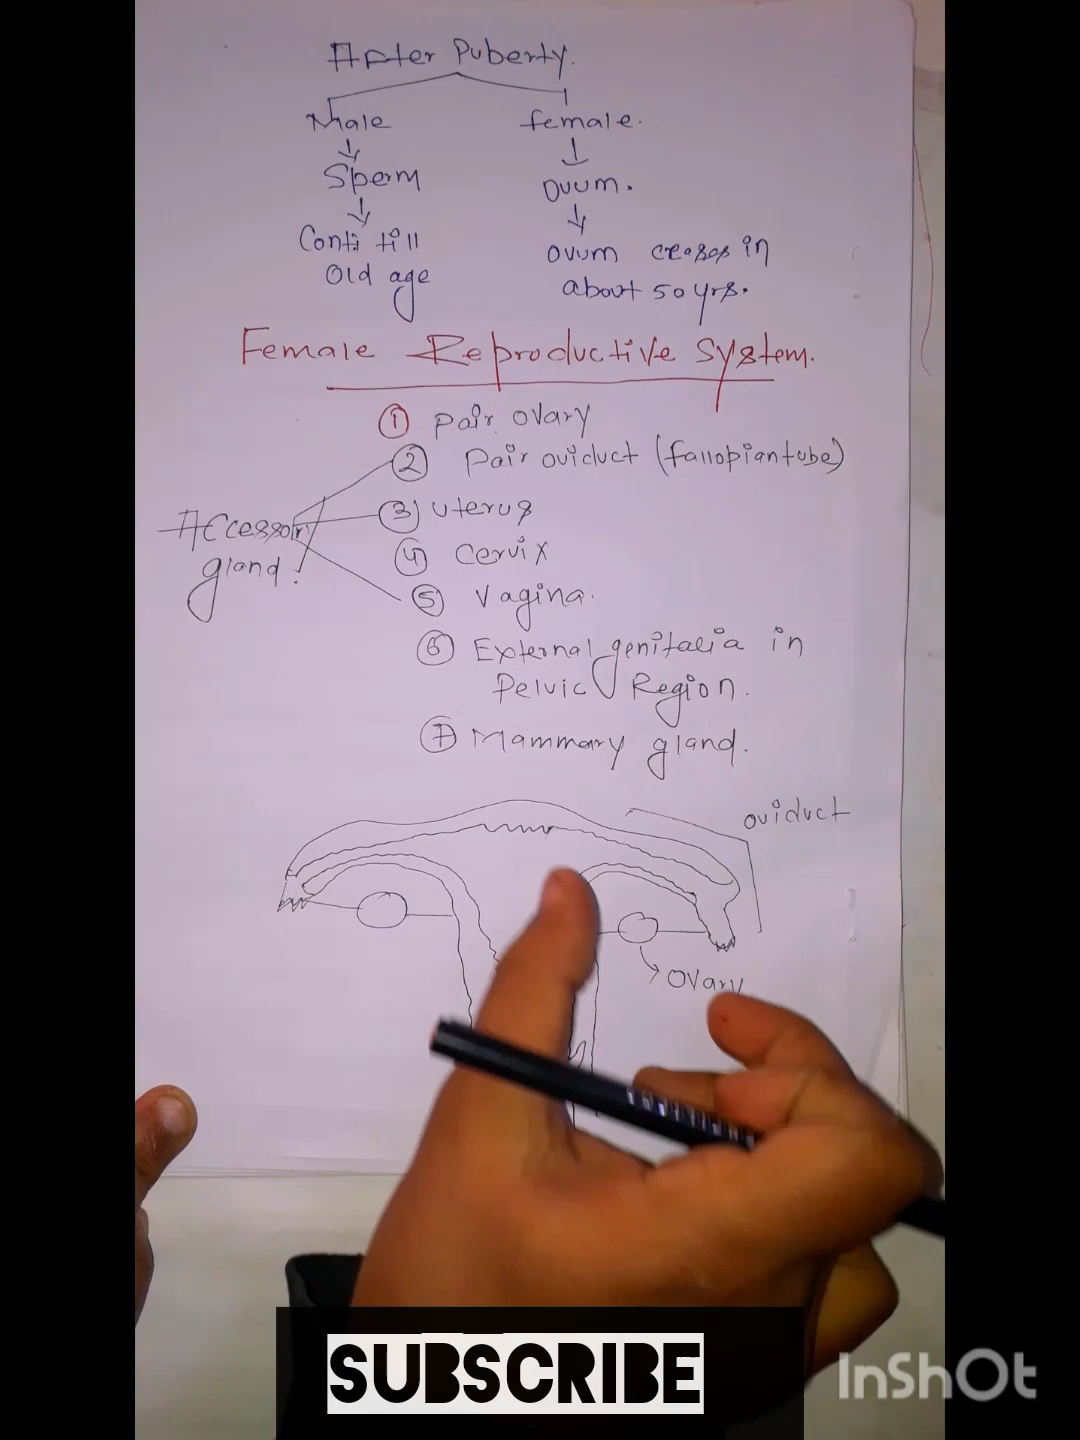 After Puberty.
Male female.
Sperm Ovum.
Conti till Ovum ceases in
Old age about 50 yrs.
Female Reproductive System.
① pair ovary
② pair oviduct (fallopian tube)
Accessory ③ uterus
gland. ④ Cervix
⑤ Vagina.
⑥ External genitalia in
Pelvic Region.
⑦ Mammary gland.
oviduct
Ovary
SUBSCRIBE
InShOt